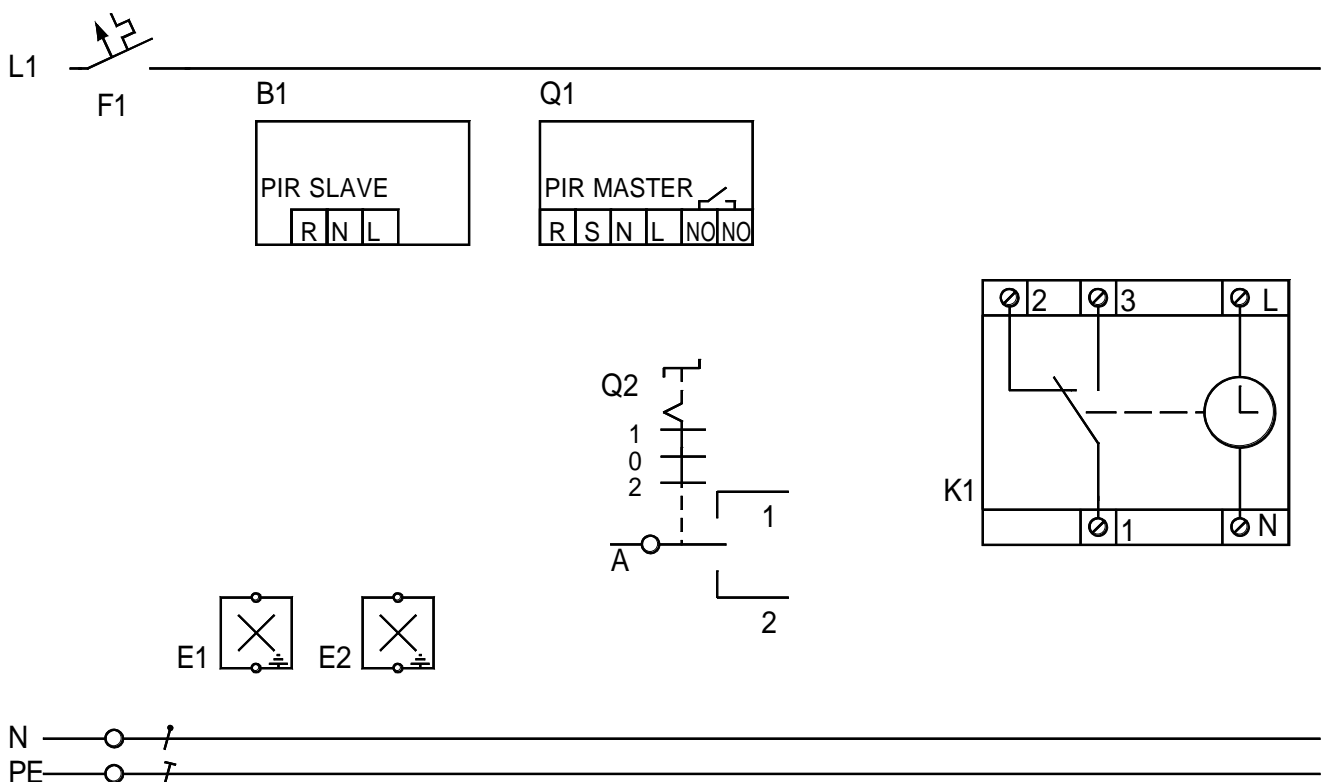 L1
F1
B1
Q1
PIR SLAVE
PIR MASTER
R N L
R S N L NO NO
2 3 L
Q2
1
0
2
K1
1
A
1 N
2
E1
E2
N
PE